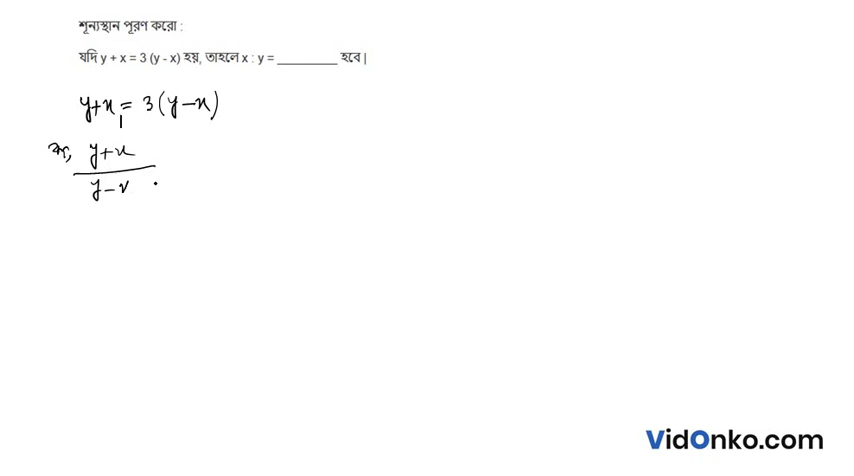 শূন্যস্থান পূরণ করো :
যদি y + x = 3 (y - x) হয়, তাহলে x : y = _________ হবে |
y+x = 3 (y-x)
বা, y+x
y-x
VidOnko.com